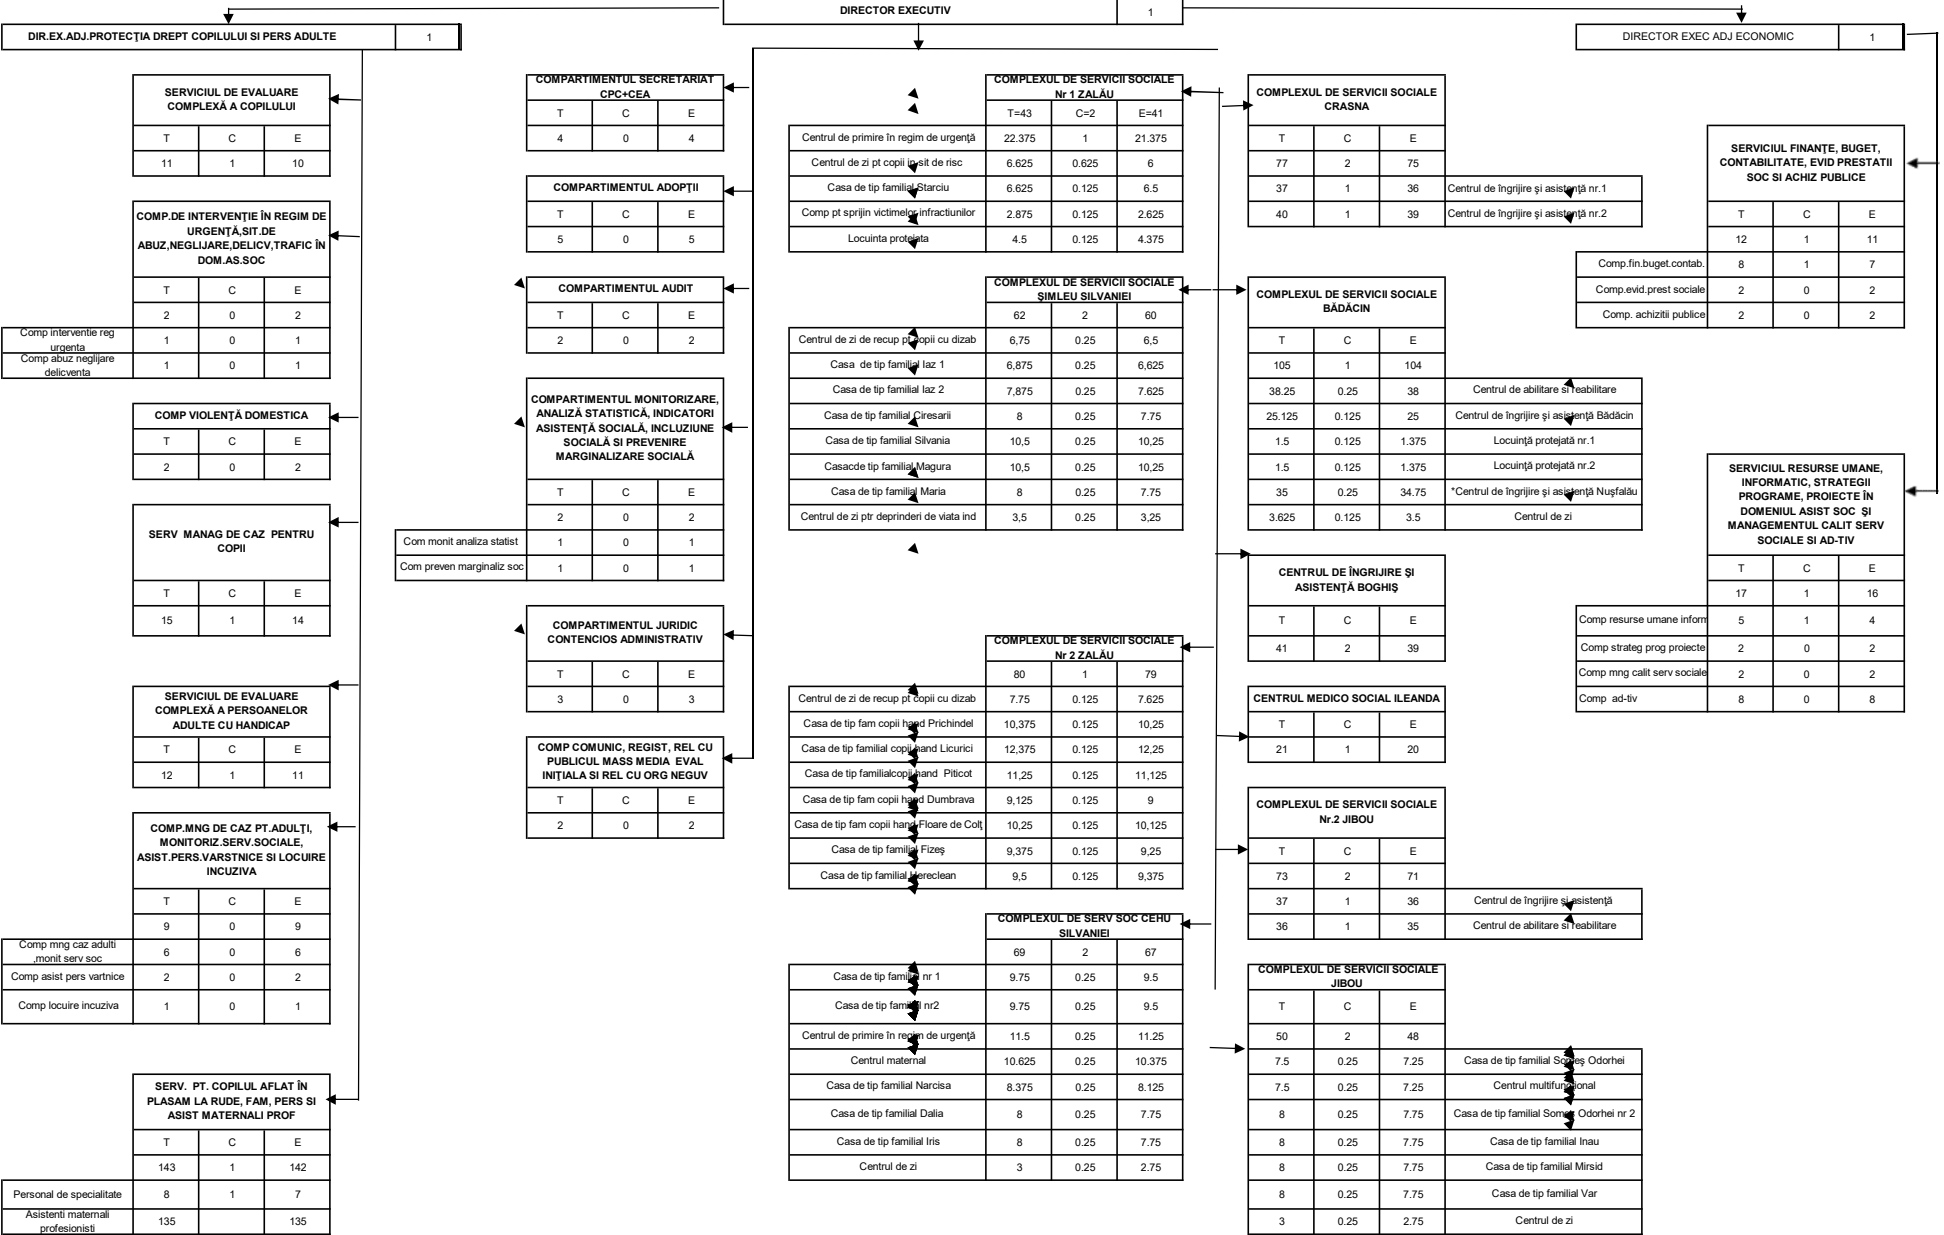 DIRECTOR EXECUTIV 1
DIR.EX.ADJ.PROTECŢIA DREPT COPILULUI SI PERS ADULTE 1
DIRECTOR EXEC ADJ ECONOMIC 1
SERVICIUL DE EVALUARE
COMPLEXĂ A COPILULUI
T C E
11 1 10
COMP.DE INTERVENŢIE ÎN REGIM DE
URGENŢĂ,SIT.DE
ABUZ,NEGLIJARE,DELICV,TRAFIC ÎN
DOM.AS.SOC
T C E
2 0 2
Comp interventie reg
urgenta
1 0 1
Comp abuz neglijare
delicventa
1 0 1
COMP VIOLENŢĂ DOMESTICA
T C E
2 0 2
SERV MANAG DE CAZ PENTRU
COPII
T C E
15 1 14
SERVICIUL DE EVALUARE
COMPLEXĂ A PERSOANELOR
ADULTE CU HANDICAP
T C E
12 1 11
COMP.MNG DE CAZ PT.ADULŢI,
MONITORIZ.SERV.SOCIALE,
ASIST.PERS.VARSTNICE SI LOCUIRE
INCUZIVA
T C E
9 0 9
Comp mng caz adulti
,monit serv soc
6 0 6
Comp asist pers vartnice 2 0 2
Comp locuire incuziva 1 0 1
SERV. PT. COPILUL AFLAT ÎN
PLASAM LA RUDE, FAM, PERS SI
ASIST MATERNALI PROF
T C E
143 1 142
Personal de specialitate 8 1 7
Asistenti maternali
profesionisti
135 135
COMPARTIMENTUL SECRETARIAT
CPC+CEA
T C E
4 0 4
COMPARTIMENTUL ADOPŢII
T C E
5 0 5
COMPARTIMENTUL AUDIT
T C E
2 0 2
COMPARTIMENTUL MONITORIZARE,
ANALIZĂ STATISTICĂ, INDICATORI
ASISTENŢĂ SOCIALĂ, INCLUZIUNE
SOCIALĂ SI PREVENIRE
MARGINALIZARE SOCIALĂ
T C E
2 0 2
Com monit analiza statist 1 0 1
Com preven marginaliz soc 1 0 1
COMPARTIMENTUL JURIDIC
CONTENCIOS ADMINISTRATIV
T C E
3 0 3
COMP COMUNIC, REGIST, REL CU
PUBLICUL MASS MEDIA EVAL
INIŢIALA SI REL CU ORG NEGUV
T C E
2 0 2
COMPLEXUL DE SERVICII SOCIALE
Nr 1 ZALĂU
T=43 C=2 E=41
Centrul de primire în regim de urgenţă 22.375 1 21.375
Centrul de zi pt copii in sit de risc 6.625 0.625 6
Casa de tip familial Starciu 6.625 0.125 6.5
Comp pt sprijin victimelor infractiunilor 2.875 0.125 2.625
Locuinta protejata 4.5 0.125 4.375
COMPLEXUL DE SERVICII SOCIALE
ŞIMLEU SILVANIEI
62 2 60
Centrul de zi de recup pt copii cu dizab 6,75 0.25 6,5
Casa de tip familial Iaz 1 6,875 0.25 6,625
Casa de tip familial Iaz 2 7,875 0.25 7.625
Casa de tip familial Ciresarii 8 0.25 7.75
Casa de tip familial Silvania 10,5 0.25 10,25
Casacde tip familial Magura 10,5 0.25 10,25
Casa de tip familial Maria 8 0.25 7.75
Centrul de zi ptr deprinderi de viata ind 3,5 0.25 3,25
COMPLEXUL DE SERVICII SOCIALE
Nr 2 ZALĂU
80 1 79
Centrul de zi de recup pt copii cu dizab 7.75 0.125 7.625
Casa de tip fam copii hand Prichindel 10,375 0.125 10,25
Casa de tip familial copii hand Licurici 12,375 0.125 12,25
Casa de tip familialcopii hand Piticot 11,25 0.125 11,125
Casa de tip fam copii hand Dumbrava 9,125 0.125 9
Casa de tip fam copii hand Floare de Colţ 10,25 0.125 10,125
Casa de tip familial Fizeş 9,375 0.125 9,25
Casa de tip familial Hereclean 9,5 0.125 9,375
COMPLEXUL DE SERV SOC CEHU
SILVANIEI
69 2 67
Casa de tip familial nr 1 9.75 0.25 9.5
Casa de tip familial nr2 9.75 0.25 9.5
Centrul de primire în regim de urgenţă 11.5 0.25 11.25
Centrul maternal 10.625 0.25 10.375
Casa de tip familial Narcisa 8.375 0.25 8.125
Casa de tip familial Dalia 8 0.25 7.75
Casa de tip familial Iris 8 0.25 7.75
Centrul de zi 3 0.25 2.75
COMPLEXUL DE SERVICII SOCIALE
CRASNA
T C E
77 2 75
37 1 36 Centrul de îngrijire şi asistenţă nr.1
40 1 39 Centrul de îngrijire şi asistenţă nr.2
COMPLEXUL DE SERVICII SOCIALE
BĂDĂCIN
T C E
105 1 104
38.25 0.25 38 Centrul de abilitare si reabilitare
25.125 0.125 25 Centrul de îngrijire şi asistenţă Bădăcin
1.5 0.125 1.375 Locuinţă protejată nr.1
1.5 0.125 1.375 Locuinţă protejată nr.2
35 0.25 34.75 *Centrul de îngrijire şi asistenţă Nuşfalău
3.625 0.125 3.5 Centrul de zi
CENTRUL DE ÎNGRIJIRE ŞI
ASISTENŢĂ BOGHIŞ
T C E
41 2 39
CENTRUL MEDICO SOCIAL ILEANDA
T C E
21 1 20
COMPLEXUL DE SERVICII SOCIALE
Nr.2 JIBOU
T C E
73 2 71
37 1 36 Centrul de îngrijire şi asistenţă
36 1 35 Centrul de abilitare si reabilitare
COMPLEXUL DE SERVICII SOCIALE
JIBOU
T C E
50 2 48
7.5 0.25 7.25 Casa de tip familial Someş Odorhei
7.5 0.25 7.25 Centrul multifuncţional
8 0.25 7.75 Casa de tip familial Someş Odorhei nr 2
8 0.25 7.75 Casa de tip familial Inau
8 0.25 7.75 Casa de tip familial Mirsid
8 0.25 7.75 Casa de tip familial Var
3 0.25 2.75 Centrul de zi
SERVICIUL FINANŢE, BUGET,
CONTABILITATE, EVID PRESTATII
SOC SI ACHIZ PUBLICE
T C E
12 1 11
Comp.fin.buget.contab. 8 1 7
Comp.evid.prest sociale 2 0 2
Comp. achizitii publice 2 0 2
SERVICIUL RESURSE UMANE,
INFORMATIC, STRATEGII
PROGRAME, PROIECTE ÎN
DOMENIUL ASIST SOC ŞI
MANAGEMENTUL CALIT SERV
SOCIALE SI AD-TIV
T C E
17 1 16
Comp resurse umane inform 5 1 4
Comp strateg prog proiecte 2 0 2
Comp mng calit serv sociale 2 0 2
Comp ad-tiv 8 0 8